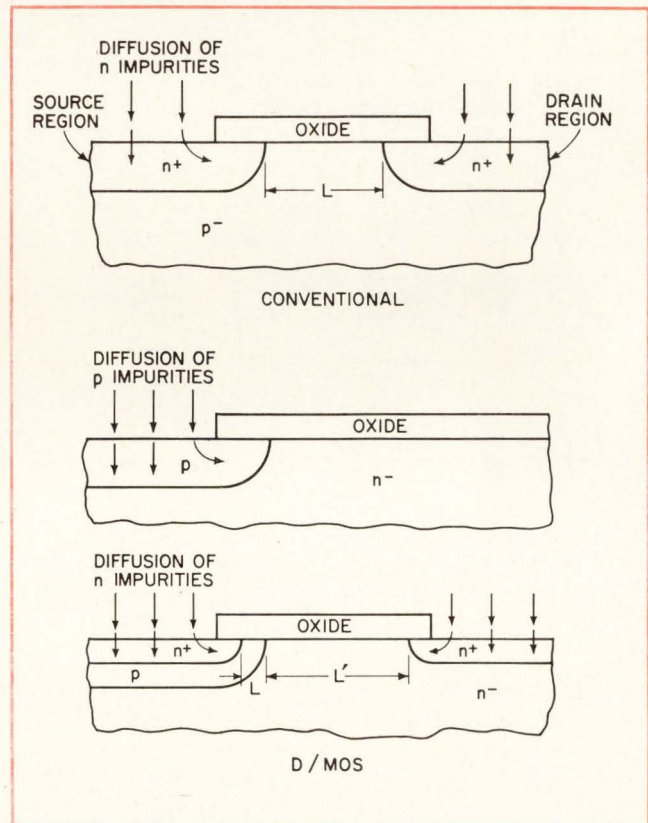 DIFFUSION OF
n IMPURITIES
SOURCE
REGION
DRAIN
REGION
OXIDE
n+
n+
L
p⁻
CONVENTIONAL
DIFFUSION OF
p IMPURITIES
OXIDE
p
n⁻
DIFFUSION OF
n IMPURITIES
OXIDE
n+
n+
p
L
L′
n⁻
D/MOS